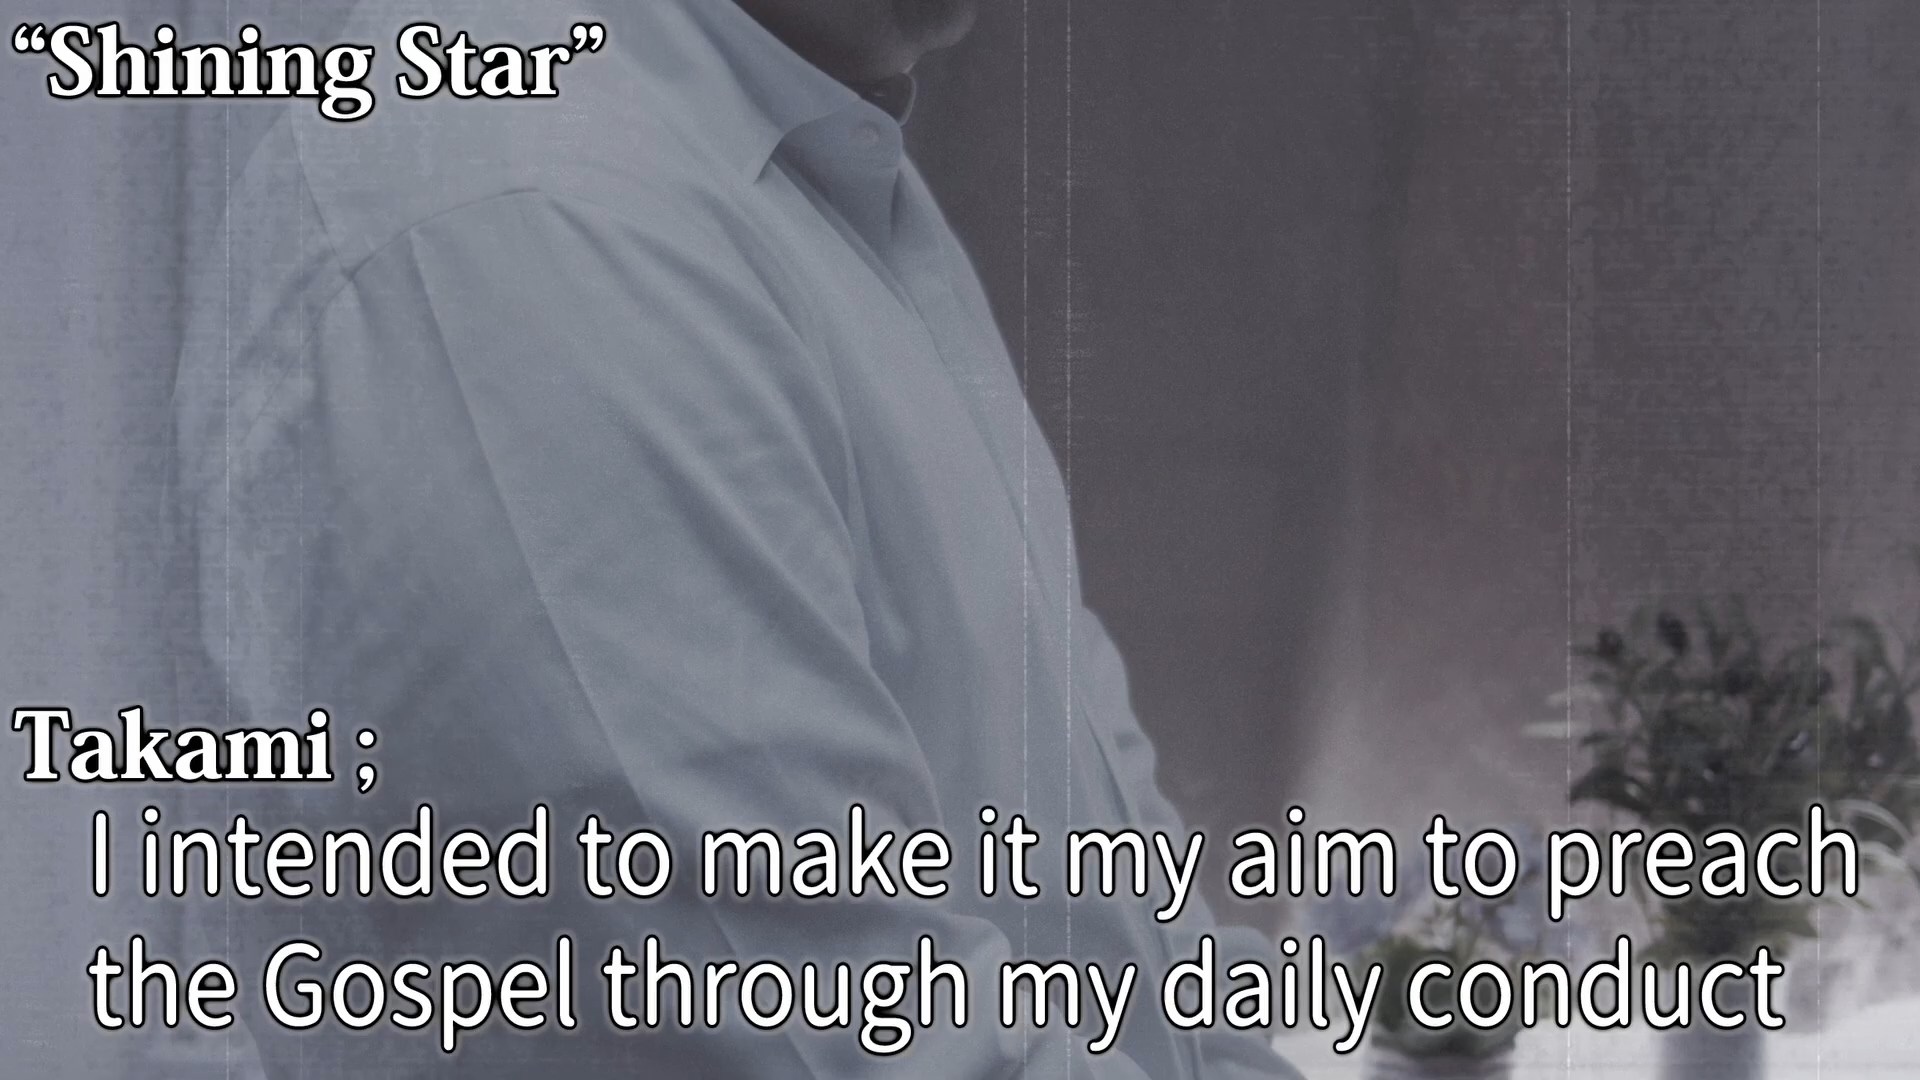 “Shining Star”
Takami ;
I intended to make it my aim to preach
the Gospel through my daily conduct